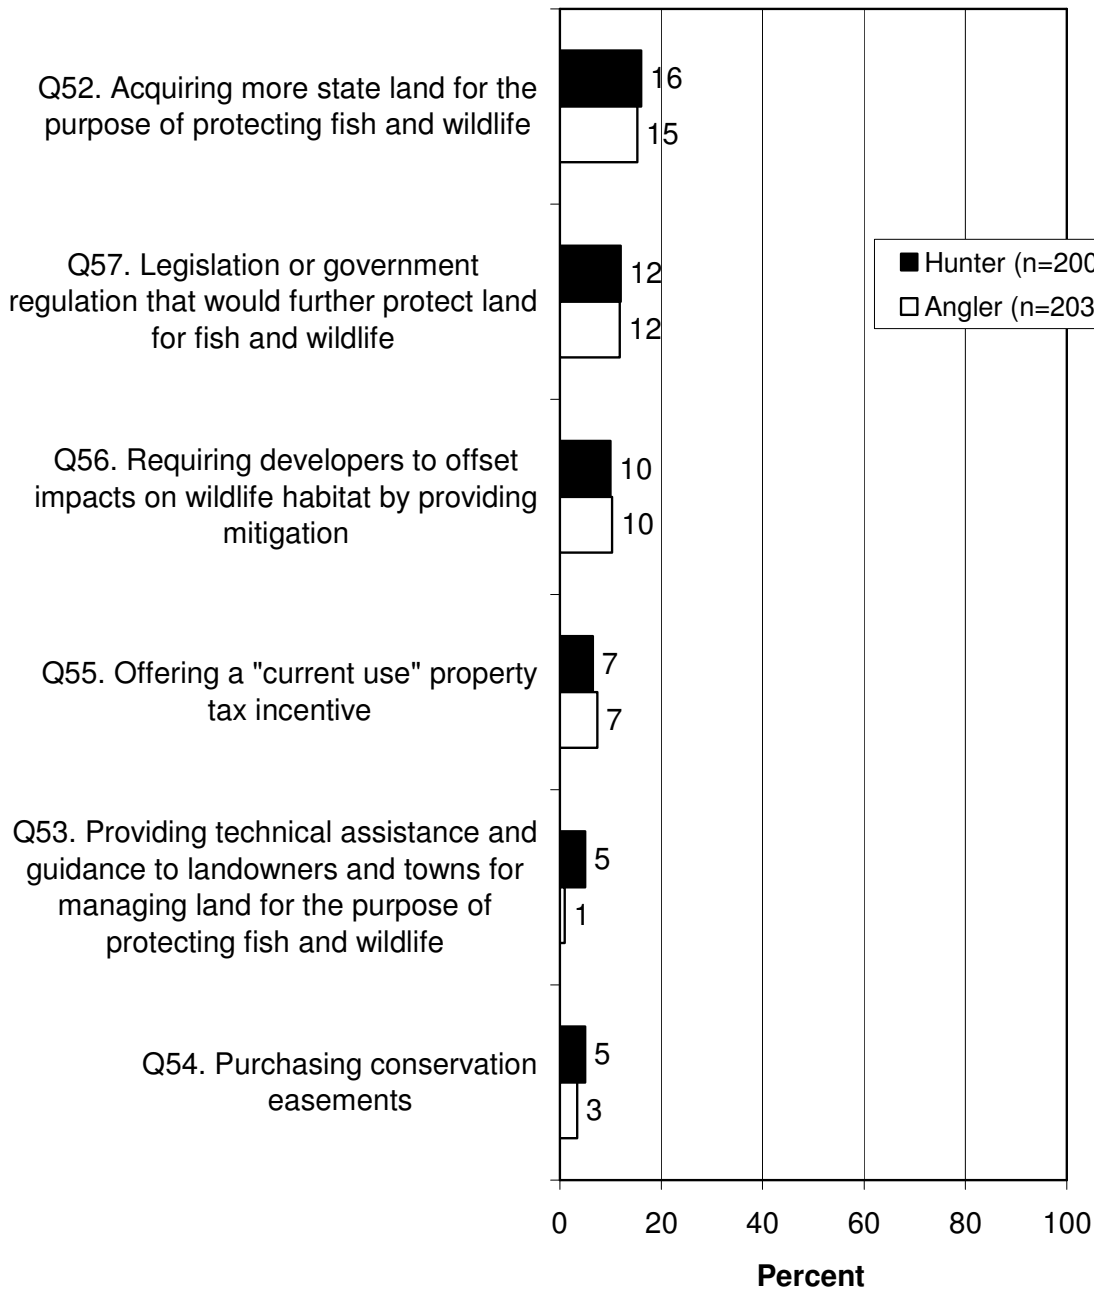 Q52. Acquiring more state land for the
purpose of protecting fish and wildlife
16
15
Q57. Legislation or government
regulation that would further protect land
for fish and wildlife
12
12
Hunter (n=200
Angler (n=203
Q56. Requiring developers to offset
impacts on wildlife habitat by providing
mitigation
10
10
Q55. Offering a "current use" property
tax incentive
7
7
Q53. Providing technical assistance and
guidance to landowners and towns for
managing land for the purpose of
protecting fish and wildlife
5
1
Q54. Purchasing conservation
easements
5
3
0 20 40 60 80 100
Percent